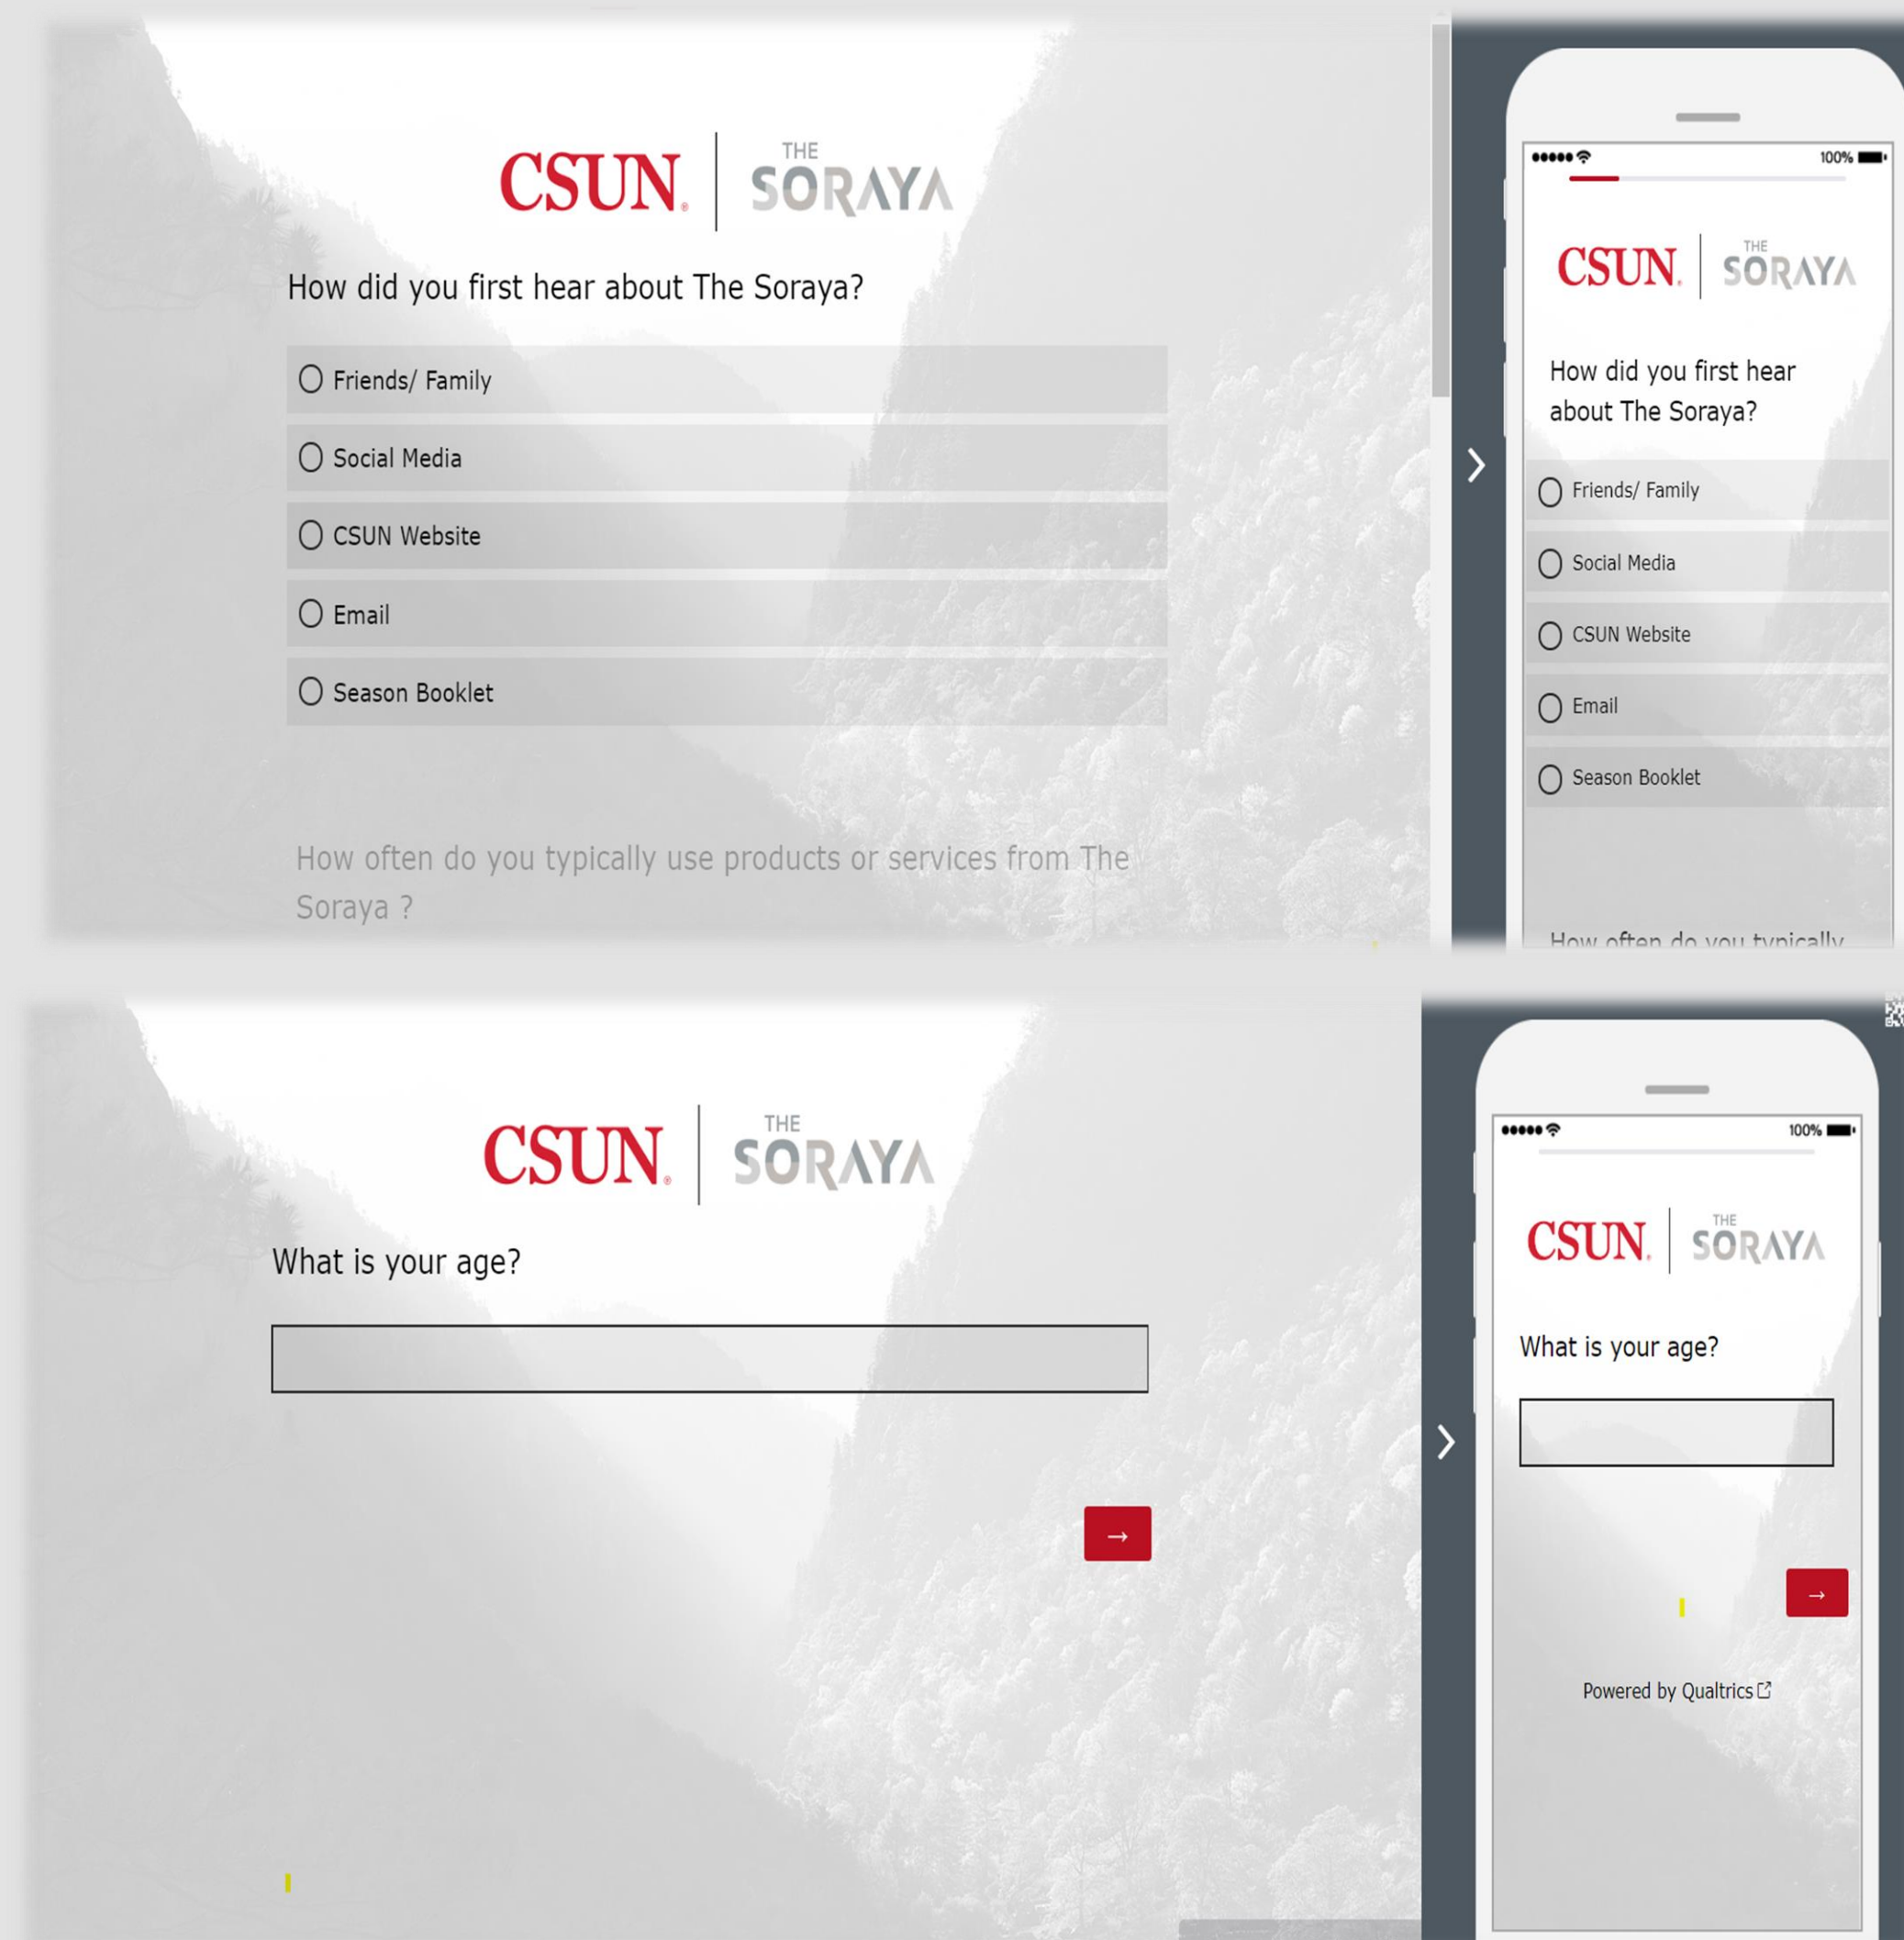 CSUN® | THE SORAYA
How did you first hear about The Soraya?
Friends/ Family
Social Media
CSUN Website
Email
Season Booklet
How often do you typically use products or services from The
Soraya ?
100%
CSUN® | THE SORAYA
How did you first hear
about The Soraya?
Friends/ Family
Social Media
CSUN Website
Email
Season Booklet
How often do you typically
CSUN® | THE SORAYA
What is your age?
→
100%
CSUN® | THE SORAYA
What is your age?
→
Powered by Qualtrics